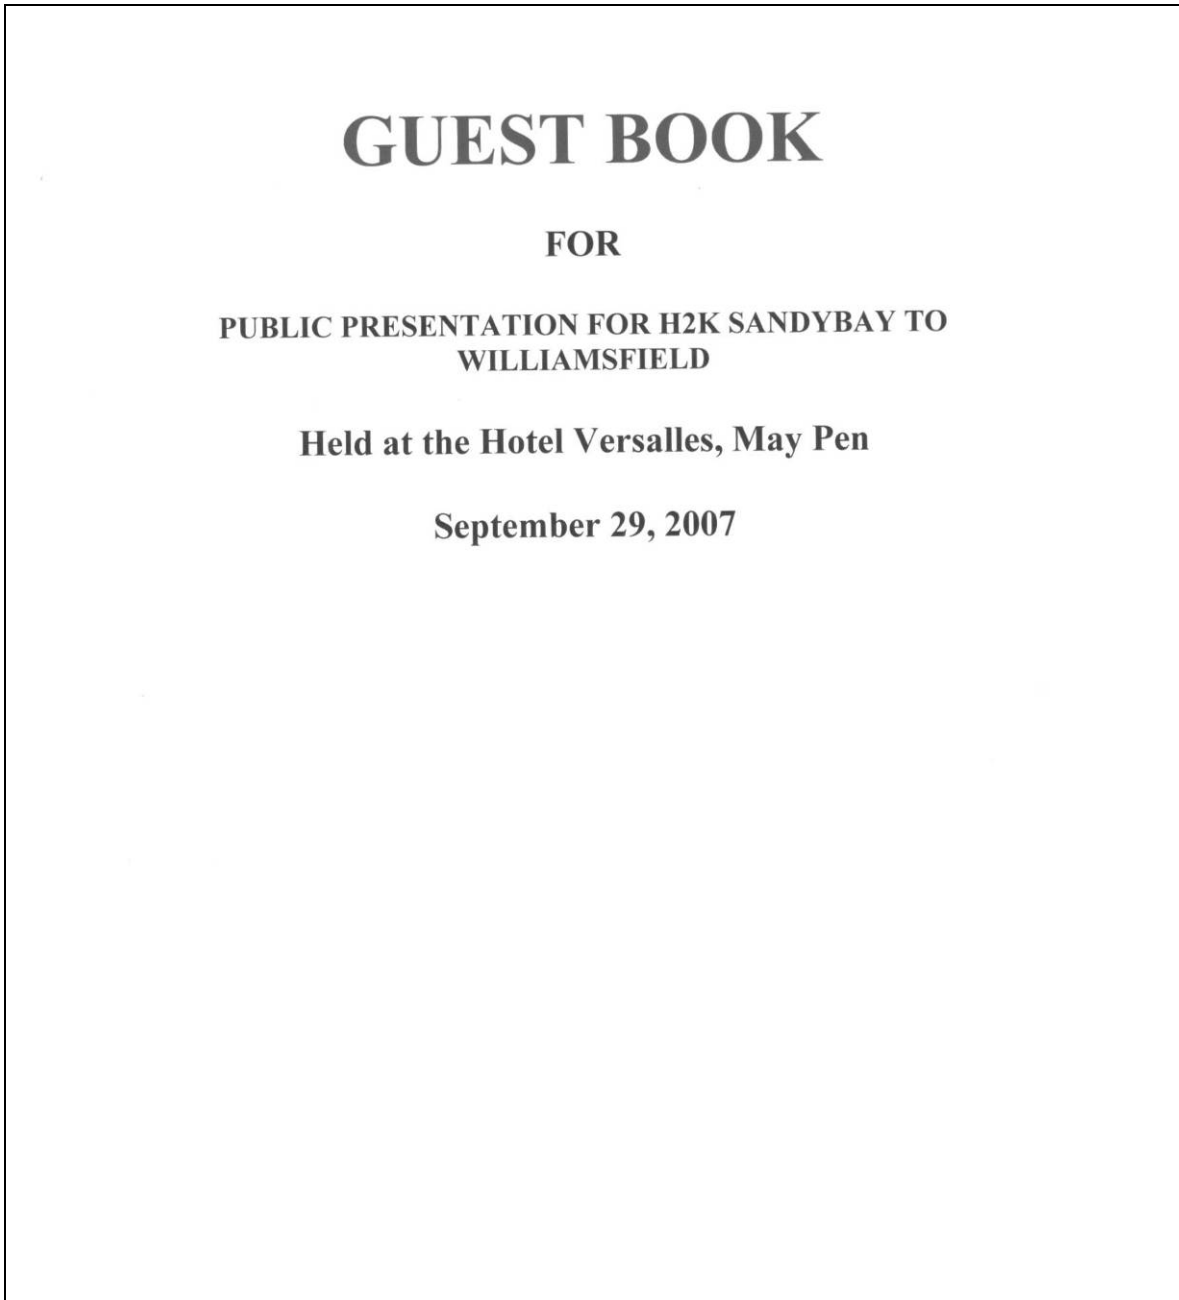 GUEST BOOK
FOR
PUBLIC PRESENTATION FOR H2K SANDYBAY TO
WILLIAMSFIELD
Held at the Hotel Versalles, May Pen
September 29, 2007